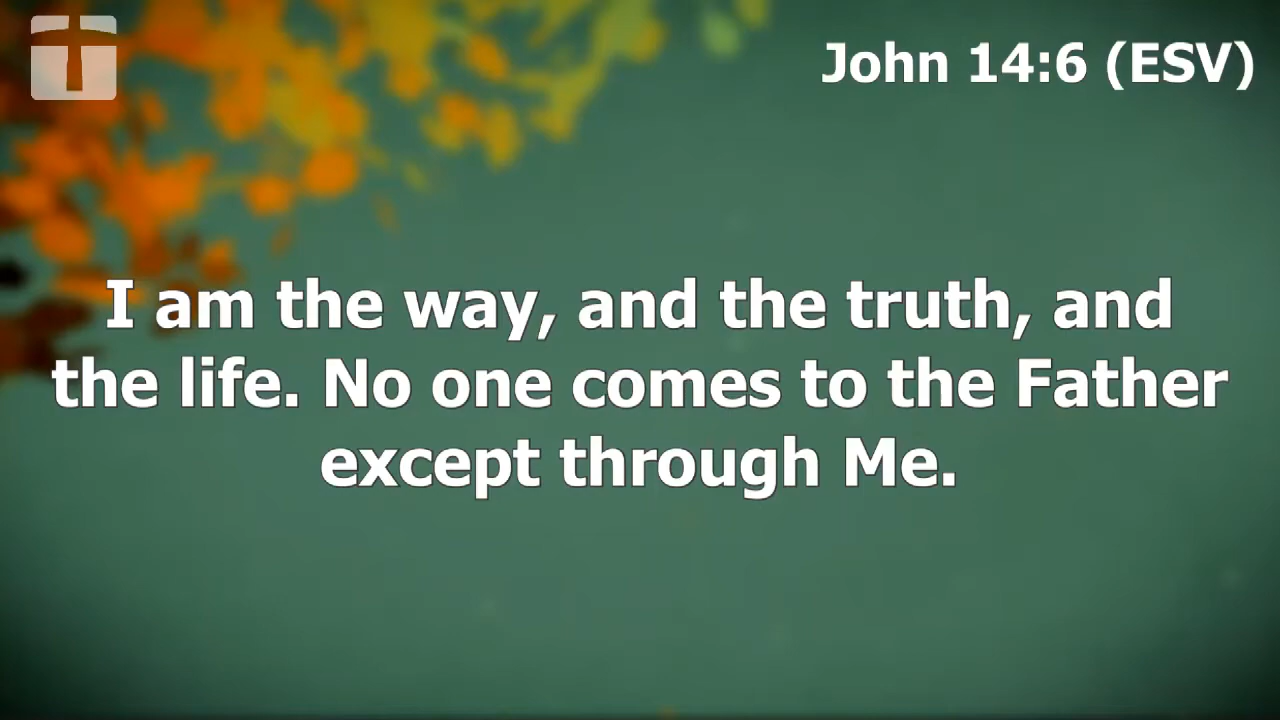 John 14:6 (ESV)
I am the way, and the truth, and
the life. No one comes to the Father
except through Me.